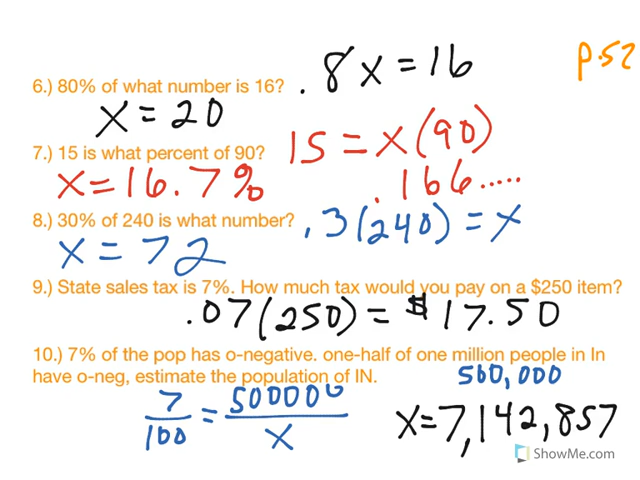 p.52
6.) 80% of what number is 16? .8x=16
x=20
7.) 15 is what percent of 90? 15=x(90)
x=16.7% .166.....
8.) 30% of 240 is what number? .3(240)=x
x=72
9.) State sales tax is 7%. How much tax would you pay on a $250 item?
.07(250)=$17.50
10.) 7% of the pop has o-negative. one-half of one million people in In
have o-neg, estimate the population of IN. 500,000
7/100 = 500000/x x=7,142,857
ShowMe.com